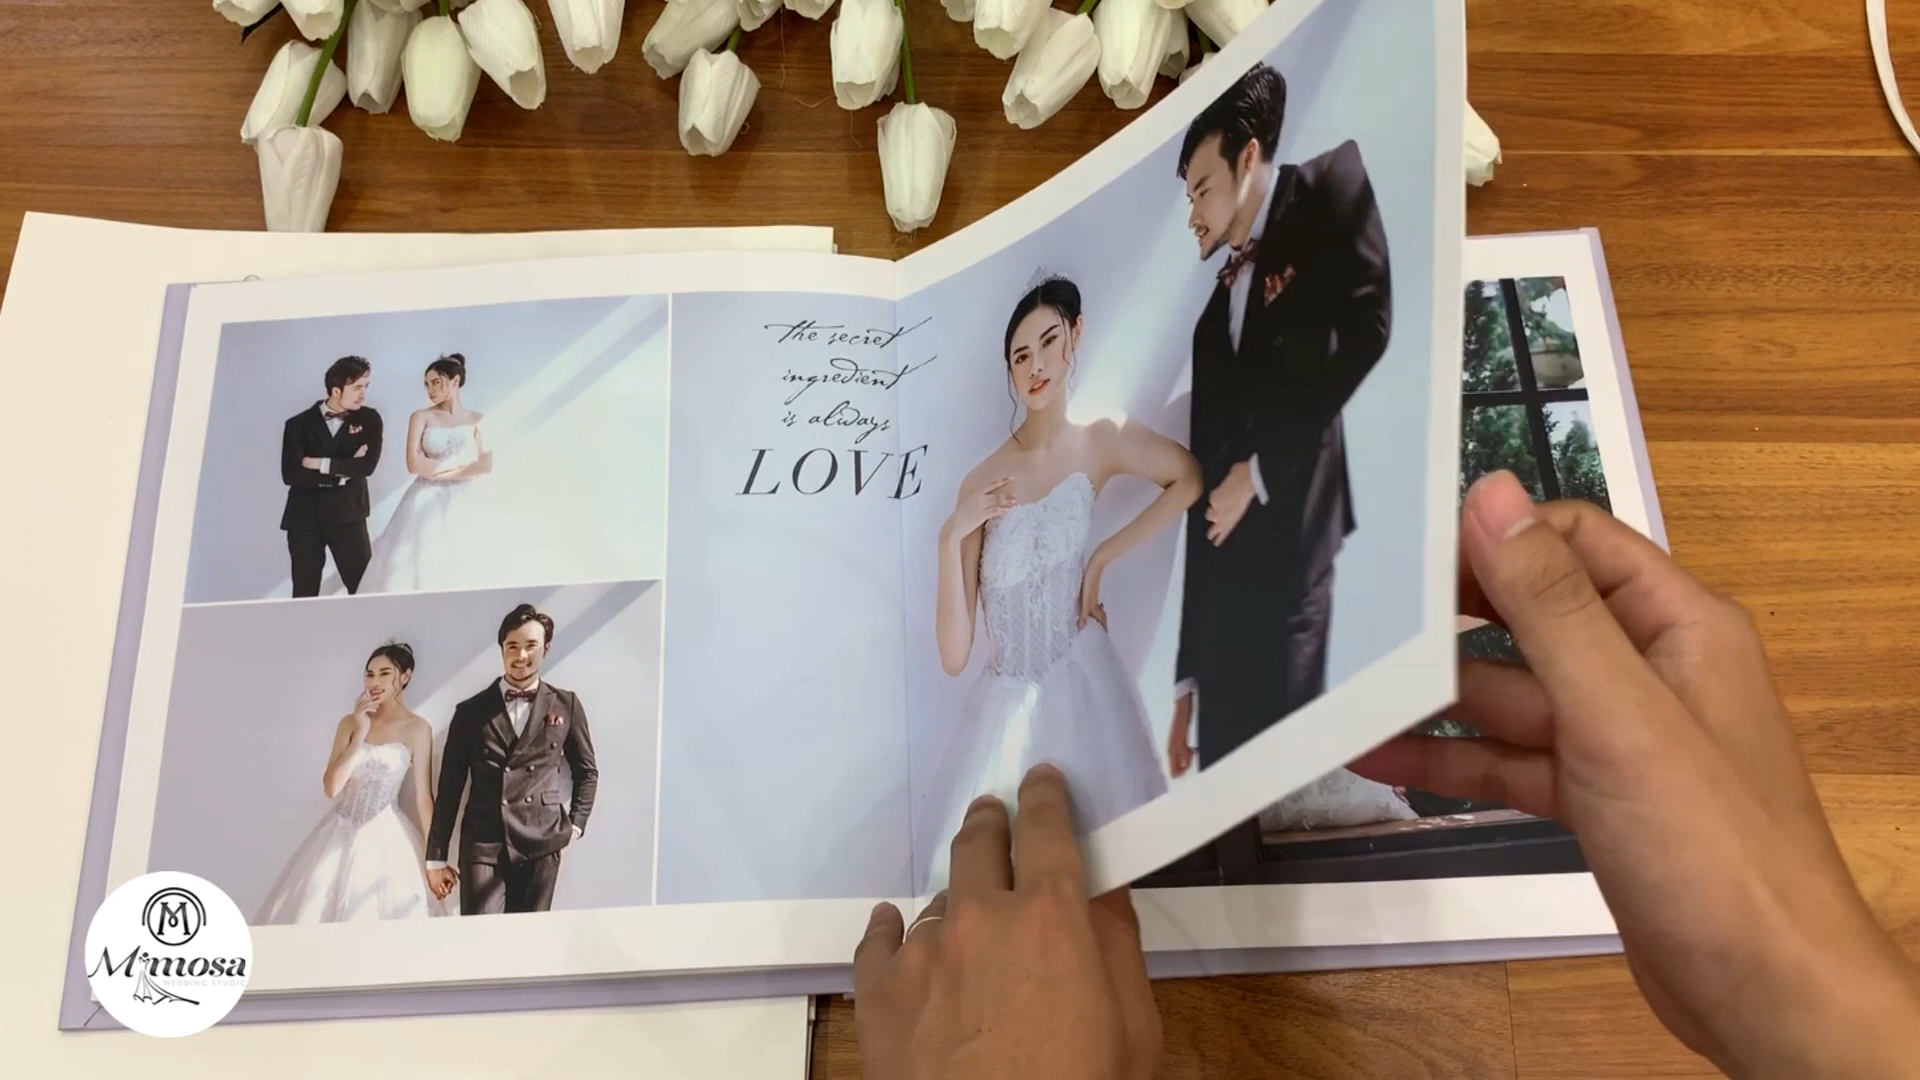 the secret
ingredient
is always
LOVE
M
Mimosa
WEDDING STUDIO